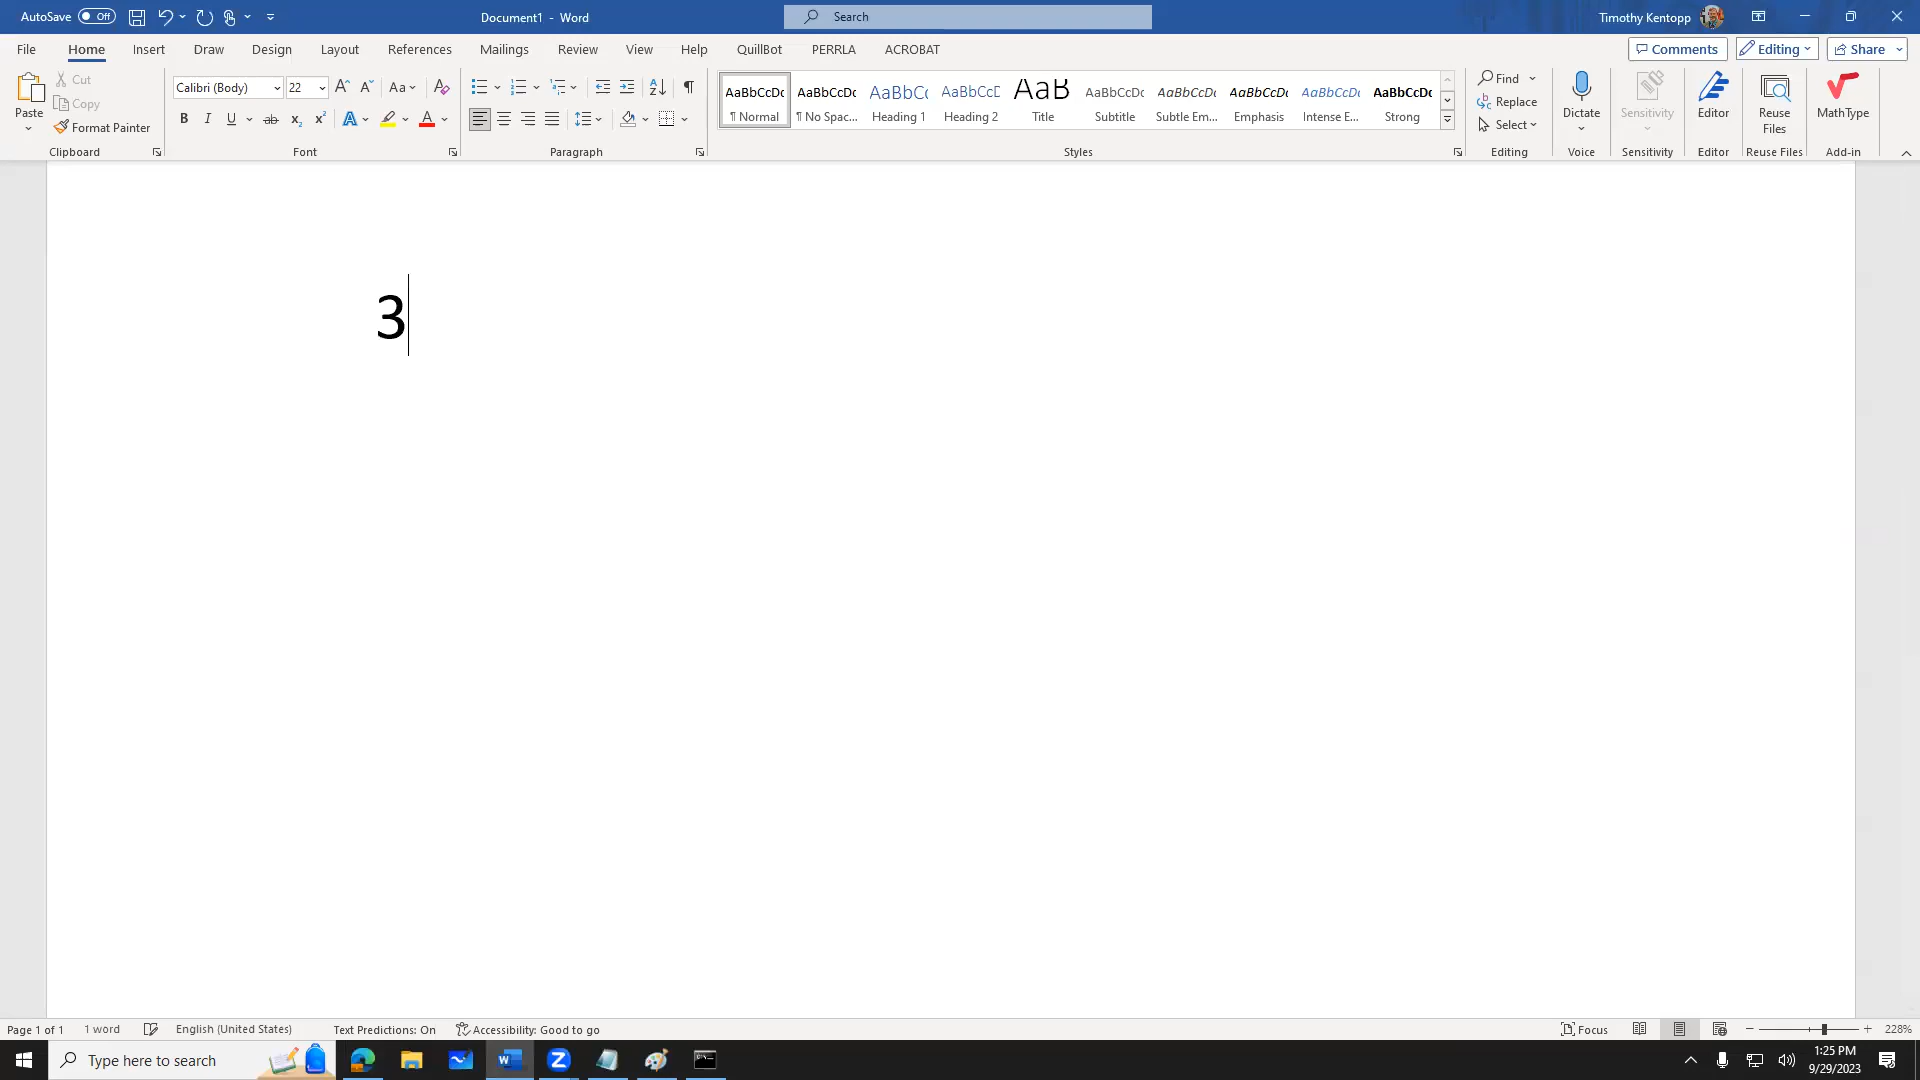 AutoSave Off Document1 - Word Search Timothy Kentopp
File Home Insert Draw Design Layout References Mailings Review View Help QuillBot PERRLA ACROBAT Comments Editing Share
Paste Cut Copy Format Painter
Clipboard
Calibri (Body) 22 A A Aa A
B I U ab x2 x2 A A
Font
A Z ¶
Paragraph
AaBbCcDc AaBbCcDc AaBbCc AaBbCcD AaB AaBbCcDc AaBbCcDc AaBbCcDc AaBbCcDc AaBbCcDc
¶ Normal ¶ No Spac... Heading 1 Heading 2 Title Subtitle Subtle Em... Emphasis Intense E... Strong
Styles
Find
Replace
Select
Editing
Dictate
Voice
Sensitivity
Sensitivity
Editor
Editor
Reuse
Files
Reuse Files
MathType
Add-in
3
Page 1 of 1 1 word English (United States) Text Predictions: On Accessibility: Good to go Focus 228%
Type here to search
1:25 PM
9/29/2023